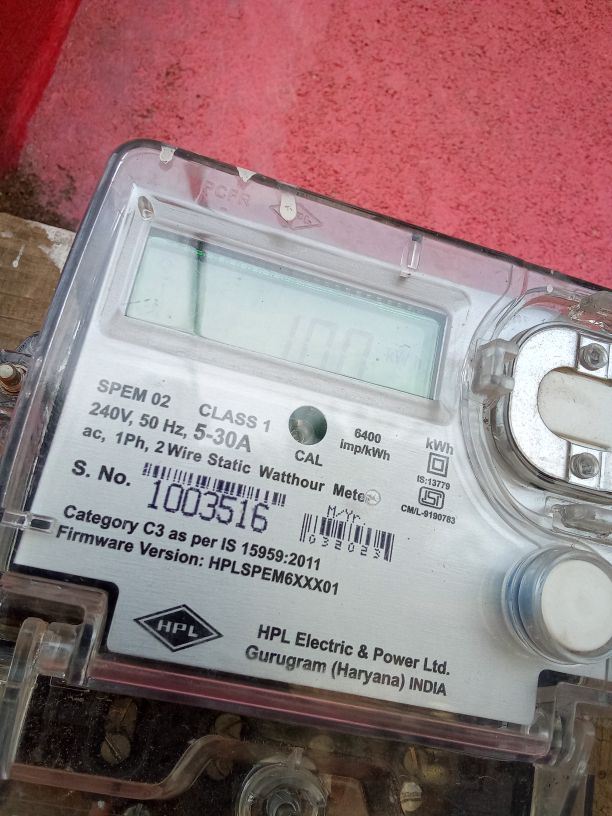 SPEM 02 CLASS 1
240V, 50 Hz, 5-30A
ac, 1Ph, 2 Wire Static Watthour Meter
CAL
6400
imp/kWh
kWh
IS:13779
CM/L-9190783
S. No.
1003516
M/Yr.
032023
Category C3 as per IS 15959:2011
Firmware Version: HPLSPEM6XXX01
HPL
HPL Electric & Power Ltd.
Gurugram (Haryana) INDIA